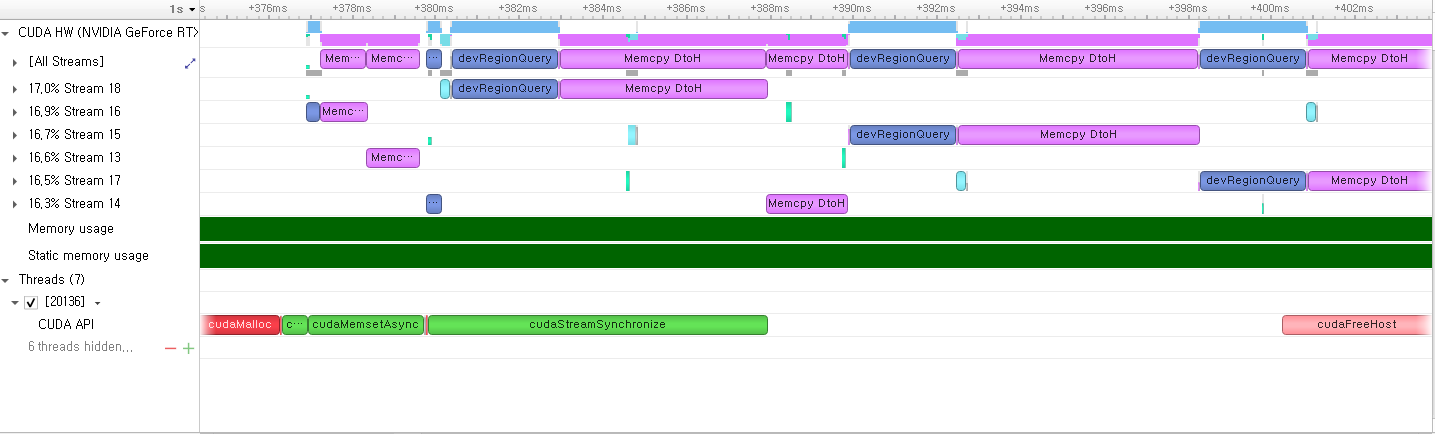 1s +376ms +378ms +380ms +382ms +384ms +386ms +388ms +390ms +392ms +394ms +396ms +398ms +400ms +402ms
CUDA HW (NVIDIA GeForce RTX
[All Streams] Mem··· Memc··· ··· devRegionQuery Memcpy DtoH Memcpy DtoH devRegionQuery Memcpy DtoH devRegionQuery Memcpy DtoH
17,0% Stream 18 devRegionQuery Memcpy DtoH
16,9% Stream 16 Memc···
16,7% Stream 15 devRegionQuery Memcpy DtoH
16,6% Stream 13 Memc···
16,5% Stream 17 devRegionQuery Memcpy DtoH
16,3% Stream 14 ··· Memcpy DtoH
Memory usage
Static memory usage
Threads (7)
[20136]
CUDA API cudaMalloc c··· cudaMemsetAsync cudaStreamSynchronize cudaFreeHost
6 threads hidden...